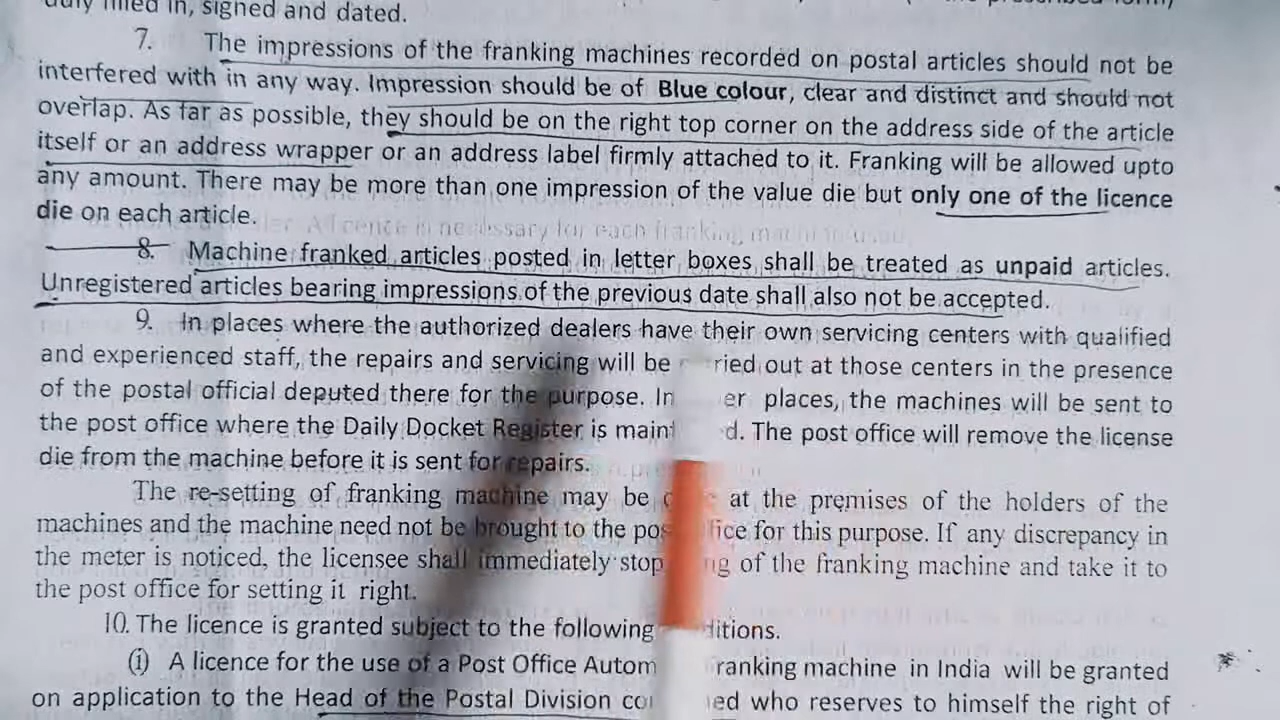 duly filled in, signed and dated.
7. The impressions of the franking machines recorded on postal articles should not be
interfered with in any way. Impression should be of Blue colour, clear and distinct and should not
overlap. As far as possible, they should be on the right top corner on the address side of the article
itself or an address wrapper or an address label firmly attached to it. Franking will be allowed upto
any amount. There may be more than one impression of the value die but only one of the licence
die on each article.
8. Machine franked articles posted in letter boxes shall be treated as unpaid articles.
Unregistered articles bearing impressions of the previous date shall also not be accepted.
9. In places where the authorized dealers have their own servicing centers with qualified
and experienced staff, the repairs and servicing will be ried out at those centers in the presence
of the postal official deputed there for the purpose. In er places, the machines will be sent to
the post office where the Daily Docket Register is main d. The post office will remove the license
die from the machine before it is sent for repairs.
The re-setting of franking machine may be at the premises of the holders of the
machines and the machine need not be brought to the pos fice for this purpose. If any discrepancy in
the meter is noticed, the licensee shall immediately stop ng of the franking machine and take it to
the post office for setting it right.
10. The licence is granted subject to the following ditions.
(i) A licence for the use of a Post Office Autom ranking machine in India will be granted
on application to the Head of the Postal Division co ed who reserves to himself the right of